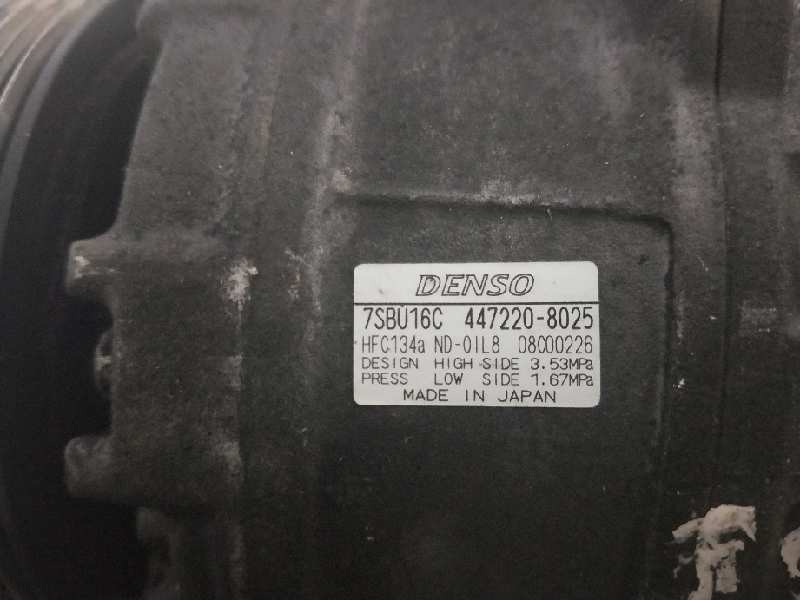 DENSO
7SBU16C 447220-8025
HFC134a ND-OIL8 08000226
DESIGN HIGH SIDE 3.53MPa
PRESS LOW SIDE 1.67MPa
MADE IN JAPAN